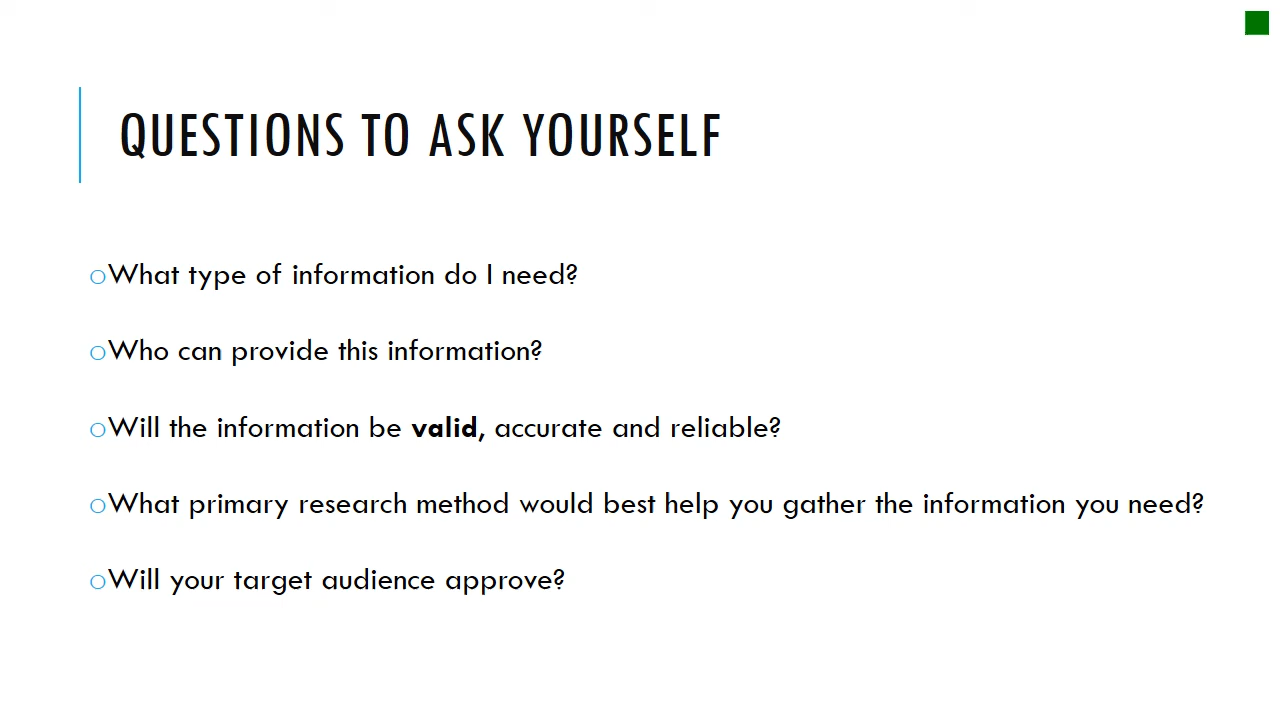 QUESTIONS TO ASK YOURSELF
What type of information do I need?
Who can provide this information?
Will the information be valid, accurate and reliable?
What primary research method would best help you gather the information you need?
Will your target audience approve?